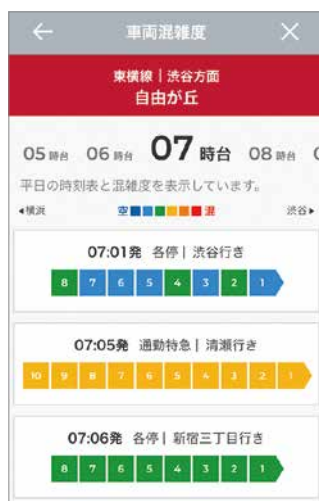 車両混雑度
東横線｜渋谷方面
自由が丘
05時台 06時台 07時台 08時台
平日の時刻表と混雑度を表示しています。
◂横浜 空 混 渋谷▸
07:01発 各停｜渋谷行き
8 7 6 5 4 3 2 1
07:05発 通勤特急｜清瀬行き
10 9 8 7 6 5 4 3 2 1
07:06発 各停｜新宿三丁目行き
8 7 6 5 4 3 2 1